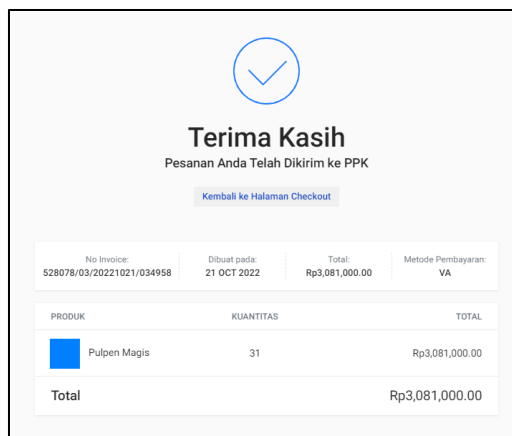 Terima Kasih
Pesanan Anda Telah Dikirim ke PPK
Kembali ke Halaman Checkout
No Invoice: Dibuat pada: Total: Metode Pembayaran:
528078/03/20221021/034958 21 OCT 2022 Rp3,081,000.00 VA
PRODUK KUANTITAS TOTAL
Pulpen Magis 31 Rp3,081,000.00
Total Rp3,081,000.00